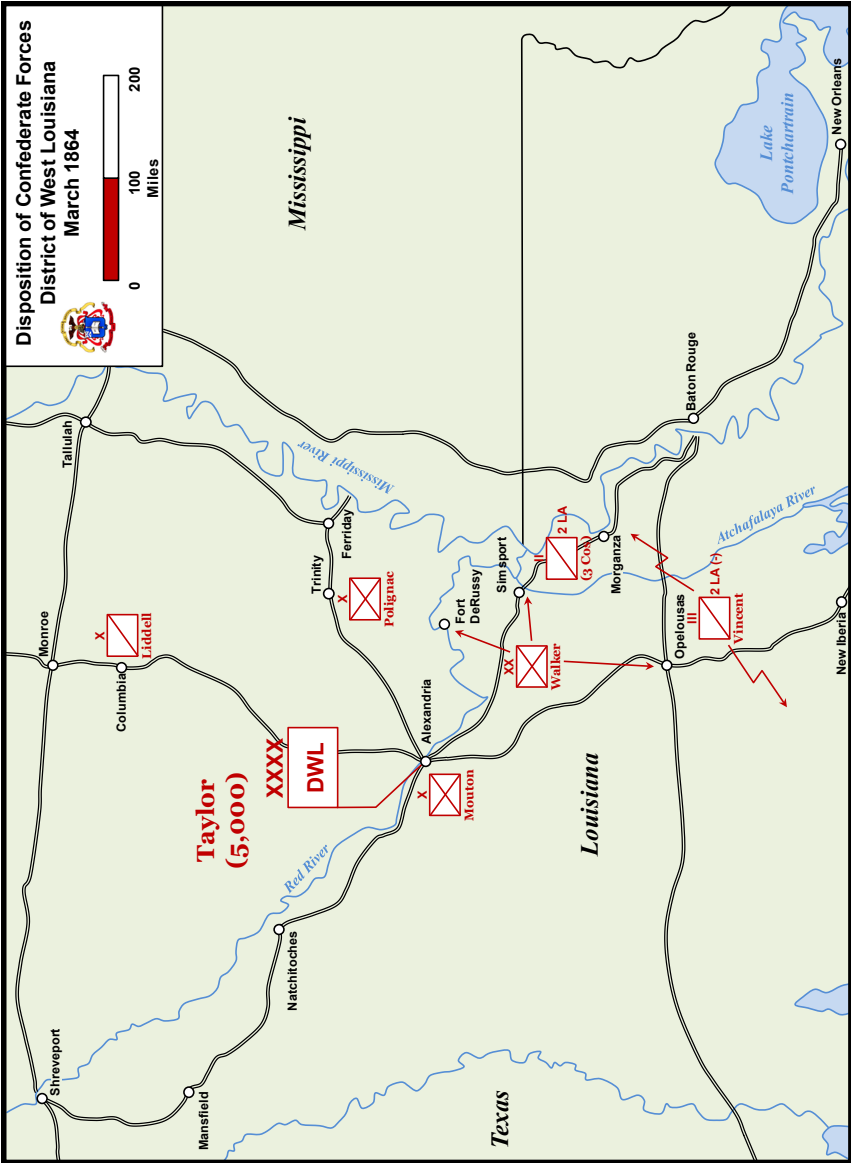 Disposition of Confederate Forces
District of West Louisiana
March 1864
0
100
200
Miles
Shreveport
Monroe
Tallulah
Columbia
X
Liddell
Mansfield
Taylor
(5,000)
XXXX
DWL
Red River
Natchitoches
Trinity
Ferriday
X
Polignac
Mississippi River
Mississippi
Alexandria
X
Mouton
Fort
DeRussy
Simsport
XX
Walker
II
2 LA
(3 Cos)
Morganza
Louisiana
Texas
Opelousas
III
2 LA (-)
Vincent
Baton Rouge
Atchafalaya River
New Iberia
Lake
Pontchartrain
New Orleans